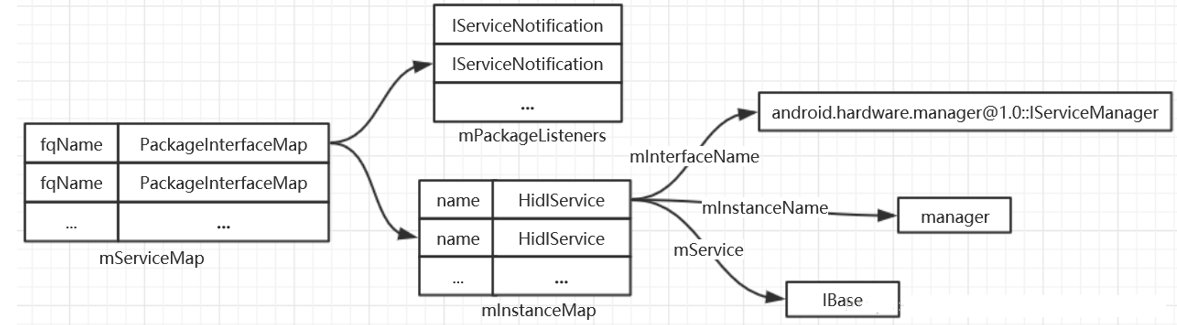 IServiceNotification
IServiceNotification
...
mPackageListeners
fqName PackageInterfaceMap
fqName PackageInterfaceMap
... ...
mServiceMap
name HidlService
name HidlService
... ...
mInstanceMap
mInterfaceName
android.hardware.manager@1.0::IServiceManager
mInstanceName
manager
mService
IBase